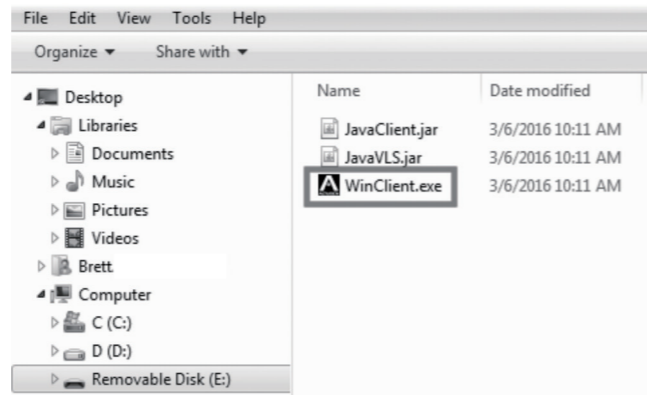 File Edit View Tools Help
Organize Share with
Desktop
Libraries
Documents
Music
Pictures
Videos
Brett
Computer
C (C:)
D (D:)
Removable Disk (E:)
Name Date modified
JavaClient.jar 3/6/2016 10:11 AM
JavaVLS.jar 3/6/2016 10:11 AM
WinClient.exe 3/6/2016 10:11 AM